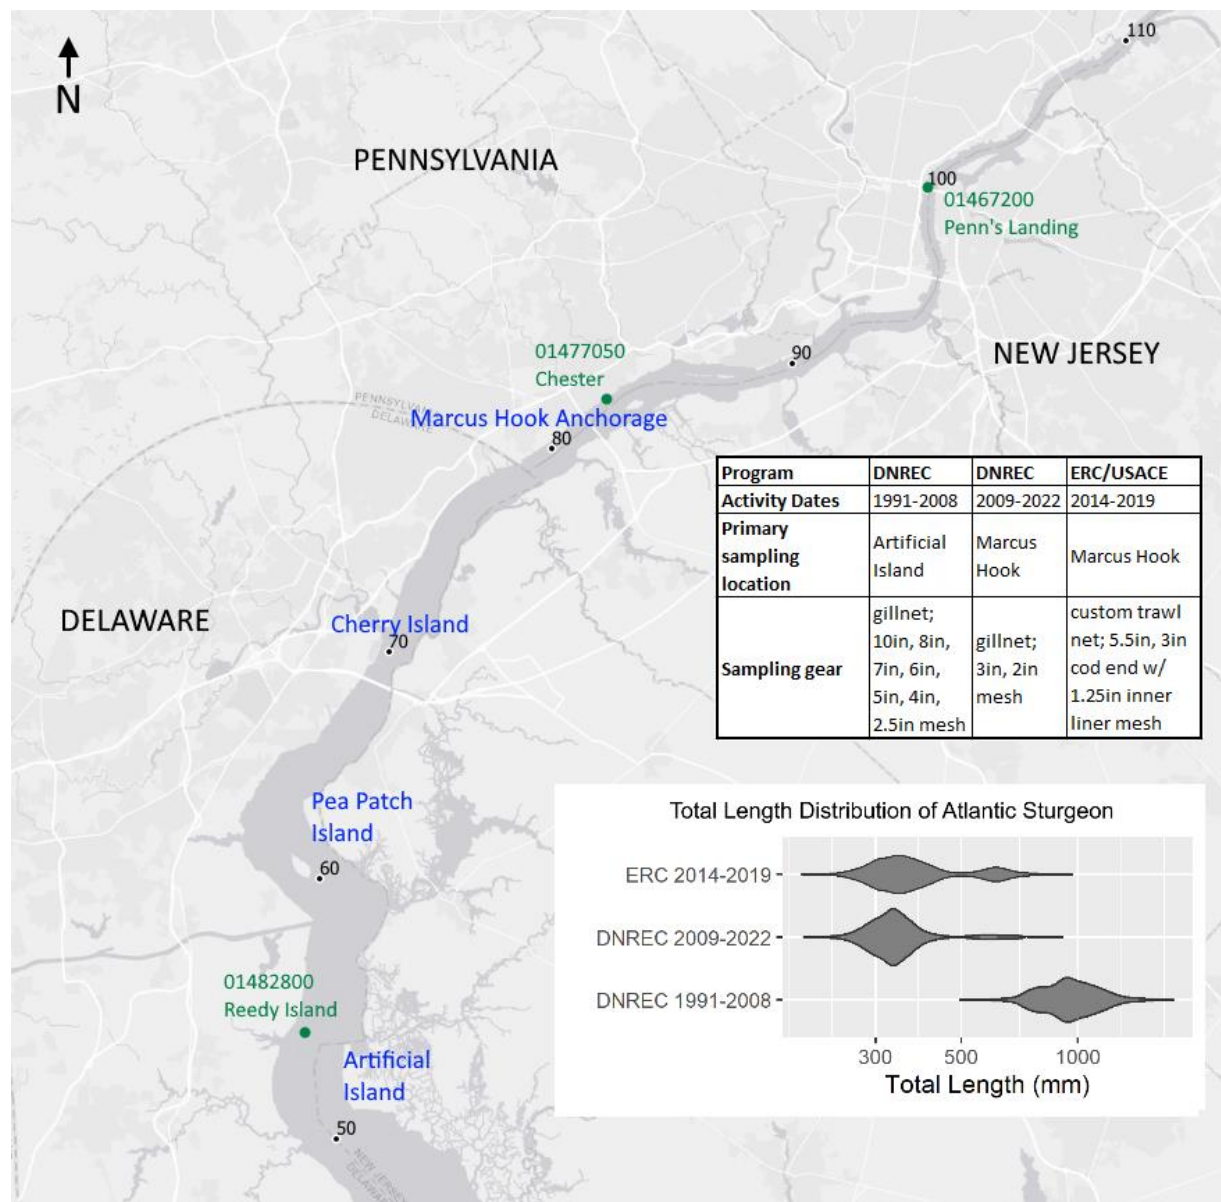 110
N
PENNSYLVANIA
100
01467200
Penn's Landing
01477050
Chester
90
NEW JERSEY
PENNSYLVAN
DELAWARE
Marcus Hook Anchorage
80
Program DNREC DNREC ERC/USACE
Activity Dates 1991-2008 2009-2022 2014-2019
Primary
sampling
location
Artificial
Island
Marcus
Hook
Marcus Hook
Sampling gear
gillnet;
10in, 8in,
7in, 6in,
5in, 4in,
2.5in mesh
gillnet;
3in, 2in
mesh
custom trawl
net; 5.5in, 3in
cod end w/
1.25in inner
liner mesh
DELAWARE
Cherry Island
70
Pea Patch
Island
60
Total Length Distribution of Atlantic Sturgeon
ERC 2014-2019
DNREC 2009-2022
DNREC 1991-2008
300 500 1000
Total Length (mm)
01482800
Reedy Island
Artificial
Island
50
NEW JERSEY
DELAWARE